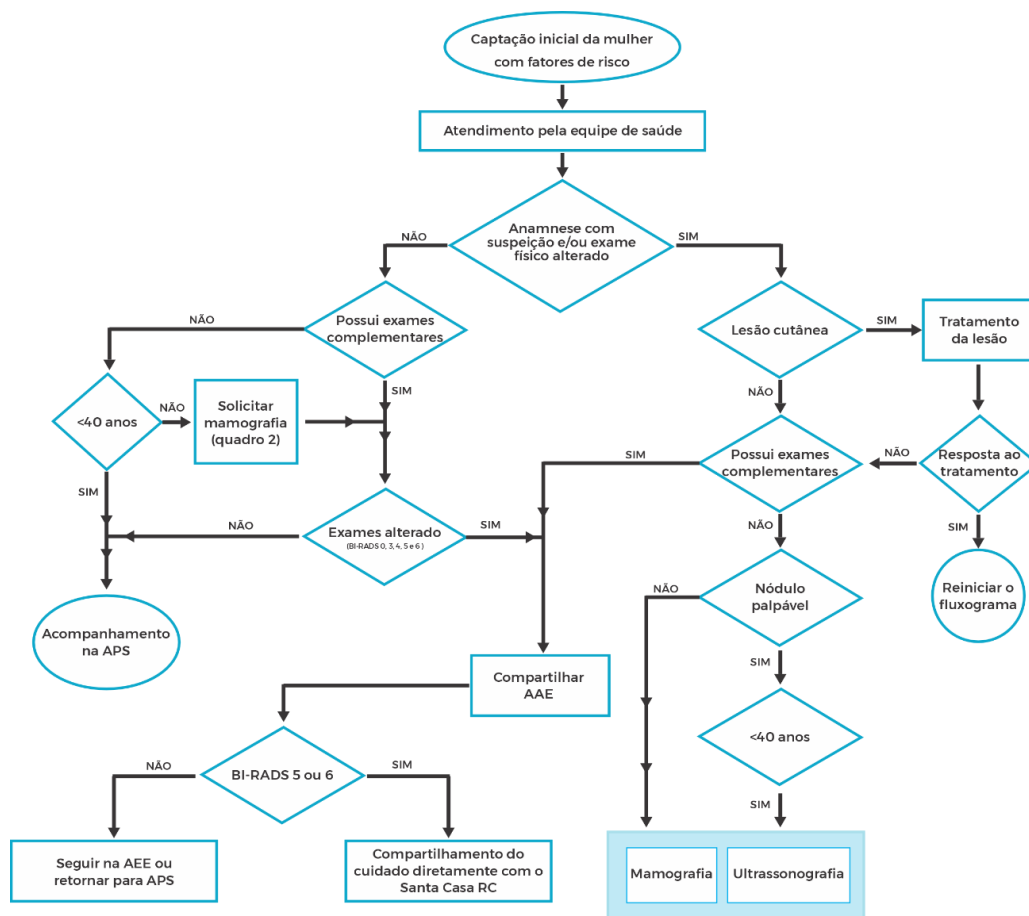 Captação inicial da mulher
com fatores de risco
Atendimento pela equipe de saúde
Anamnese com
suspeição e/ou exame
físico alterado
NÃO
SIM
Possui exames
complementares
NÃO
SIM
Lesão cutânea
SIM
NÃO
Tratamento
da lesão
<40 anos
NÃO
SIM
Solicitar
mamografia
(quadro 2)
SIM
Possui exames
complementares
NÃO
NÃO
Resposta ao
tratamento
SIM
Exames alterado
(BI-RADS 0, 3, 4, 5 e 6 )
NÃO
SIM
Nódulo
palpável
NÃO
SIM
Reiniciar o
fluxograma
Acompanhamento
na APS
Compartilhar
AAE
<40 anos
SIM
BI-RADS 5 ou 6
NÃO
SIM
Seguir na AEE ou
retornar para APS
Compartilhamento do
cuidado diretamente com o
Santa Casa RC
Mamografia
Ultrassonografia